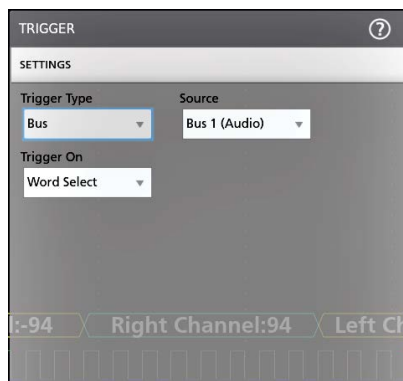 TRIGGER ?
SETTINGS
Trigger Type Source
Bus Bus 1 (Audio)
Trigger On
Word Select
l:-94 Right Channel:94 Left Ch